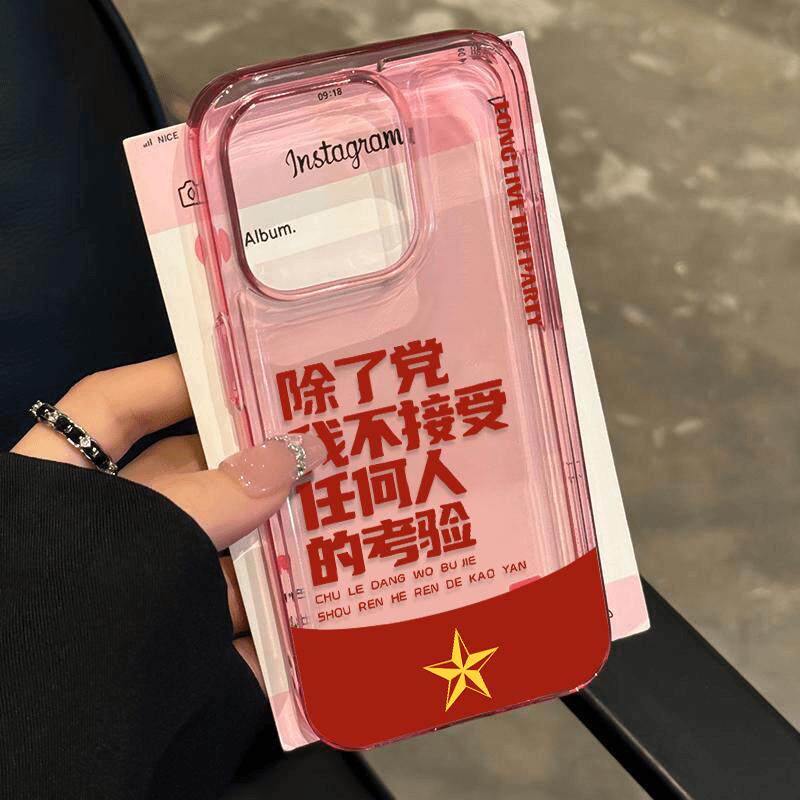 NICE
09:18
Instagram
Album.
LONG LIVE THE PARTY
除了党
我不接受
任何人
的考验
CHU LE DANG WO BU JIE
SHOU REN HE REN DE KAO YAN